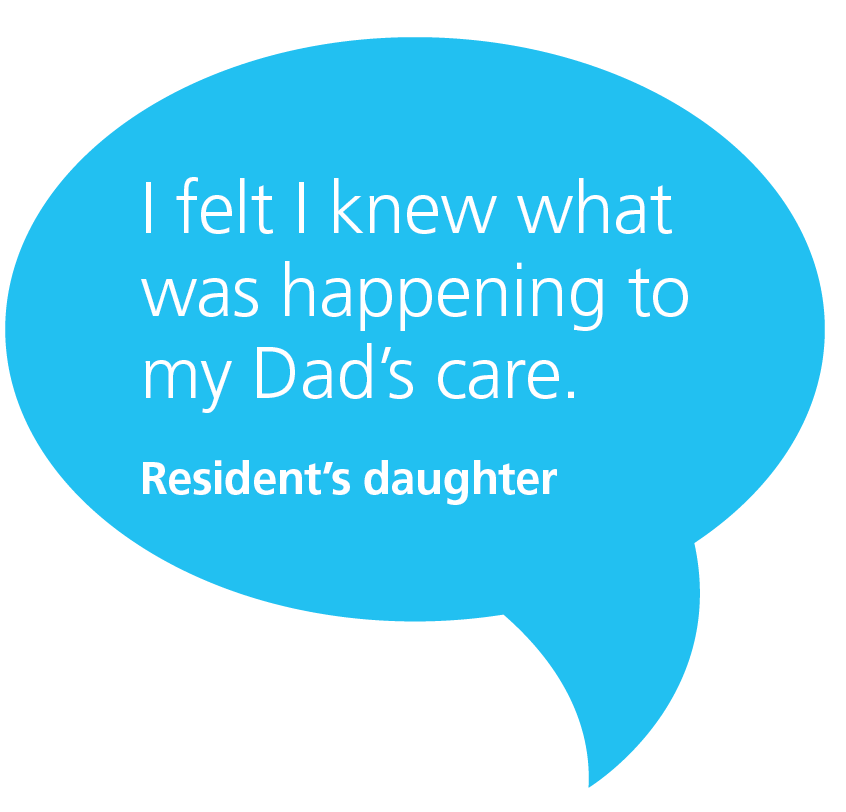 I felt I knew what
was happening to
my Dad’s care.
Resident’s daughter